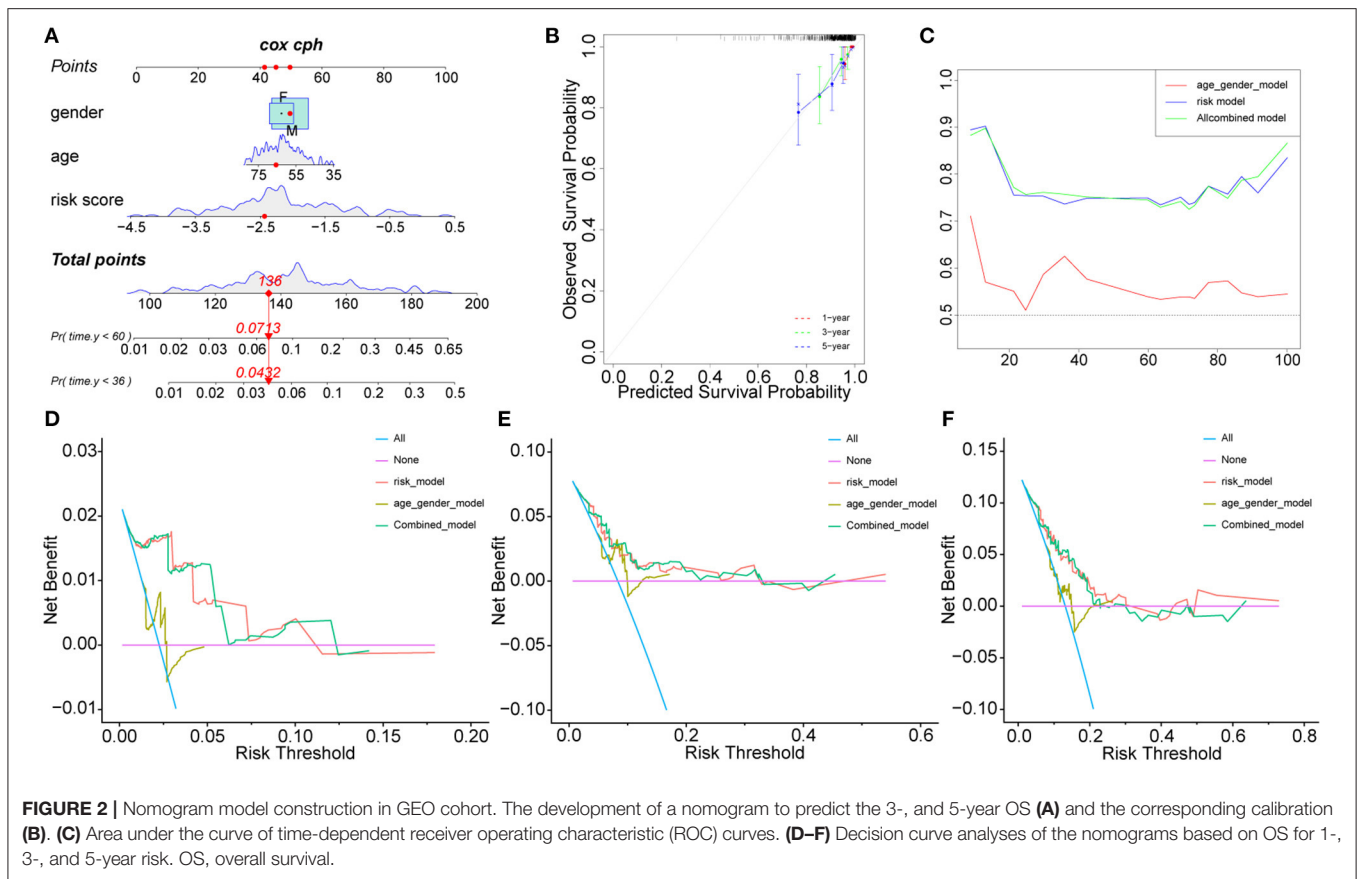 A
cox cph
Points
0 20 40 60 80 100
gender
F
M
age
75 55 35
risk score
−4.5 −3.5 −2.5 −1.5 −0.5 0.5
Total points
136
100 120 140 160 180 200
0.0713
Pr( time.y < 60 )
0.01 0.02 0.03 0.06 0.1 0.2 0.3 0.45 0.65
0.0432
Pr( time.y < 36 )
0.01 0.02 0.03 0.06 0.1 0.2 0.3 0.5
B
Observed Survival Probability
0.0 0.2 0.4 0.6 0.8 1.0
1−year
3−year
5−year
0.0 0.2 0.4 0.6 0.8 1.0
Predicted Survival Probability
C
0.5 0.6 0.7 0.8 0.9 1.0
age_gender_model
risk model
Allcombined model
20 40 60 80 100
D
Net Benefit
0.03
0.02
0.01
0.00
−0.01
All
None
risk_model
age_gender_model
Combined_model
0.00 0.05 0.10 0.15 0.20
Risk Threshold
E
Net Benefit
0.10
0.05
0.00
−0.05
−0.10
All
None
risk_model
age_gender_model
Combined_model
0.0 0.2 0.4 0.6
Risk Threshold
F
Net Benefit
0.15
0.10
0.05
0.00
−0.05
−0.10
All
None
risk_model
age_gender_model
Combined_model
0.0 0.2 0.4 0.6 0.8
Risk Threshold
FIGURE 2 | Nomogram model construction in GEO cohort. The development of a nomogram to predict the 3-, and 5-year OS (A) and the corresponding calibration
(B). (C) Area under the curve of time-dependent receiver operating characteristic (ROC) curves. (D–F) Decision curve analyses of the nomograms based on OS for 1-,
3-, and 5-year risk. OS, overall survival.